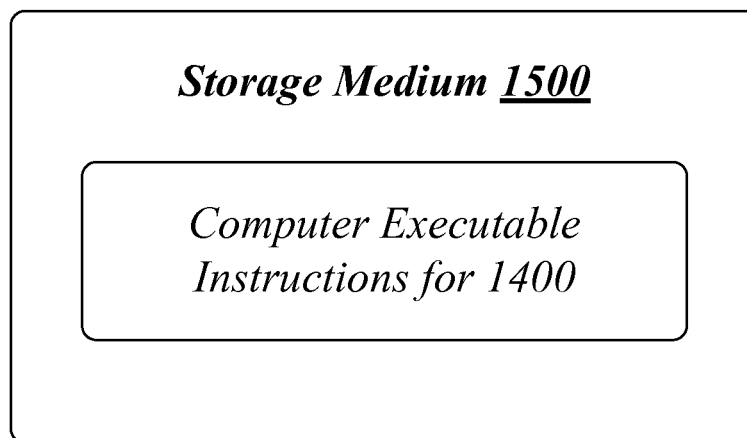 Storage Medium 1500
Computer Executable
Instructions for 1400